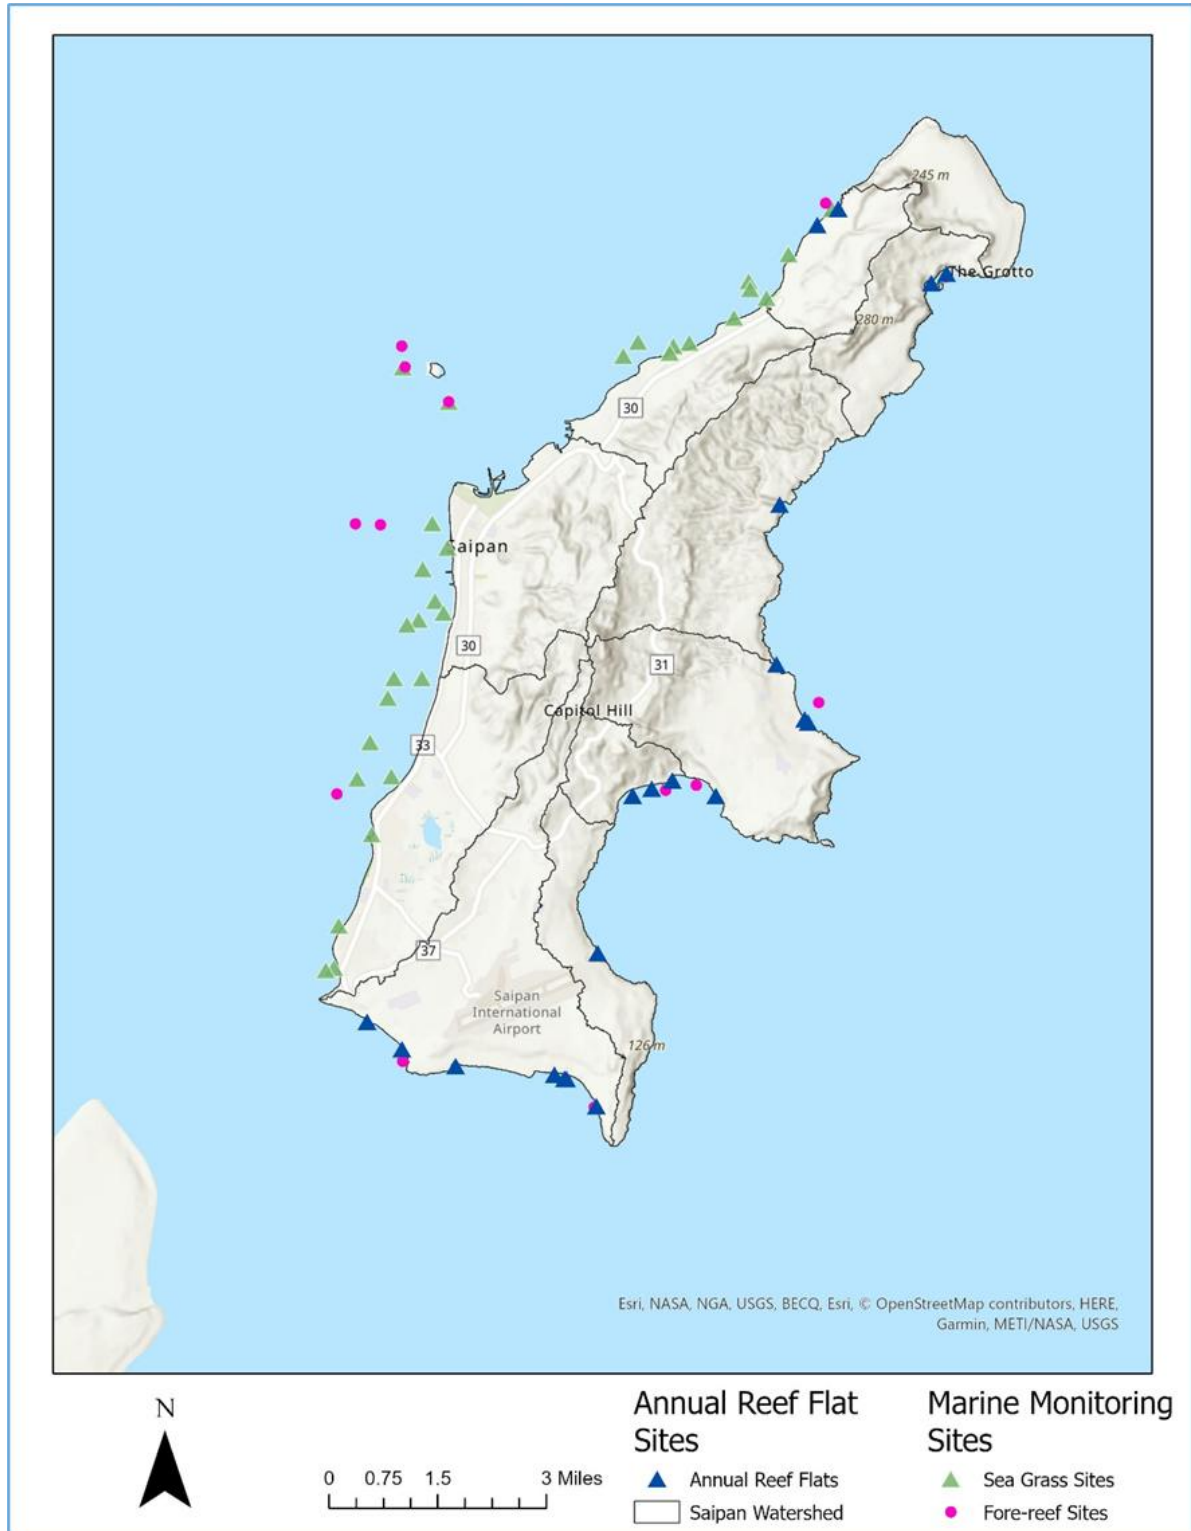 245 m
The Grotto
280 m
30
Saipan
30
31
Capitol Hill
33
37
Saipan
International
Airport
126 m
Esri, NASA, NGA, USGS, BECQ, Esri, © OpenStreetMap contributors, HERE,
Garmin, METI/NASA, USGS
N
0 0.75 1.5 3 Miles
Annual Reef Flat
Sites
Annual Reef Flats
Saipan Watershed
Marine Monitoring
Sites
Sea Grass Sites
Fore-reef Sites